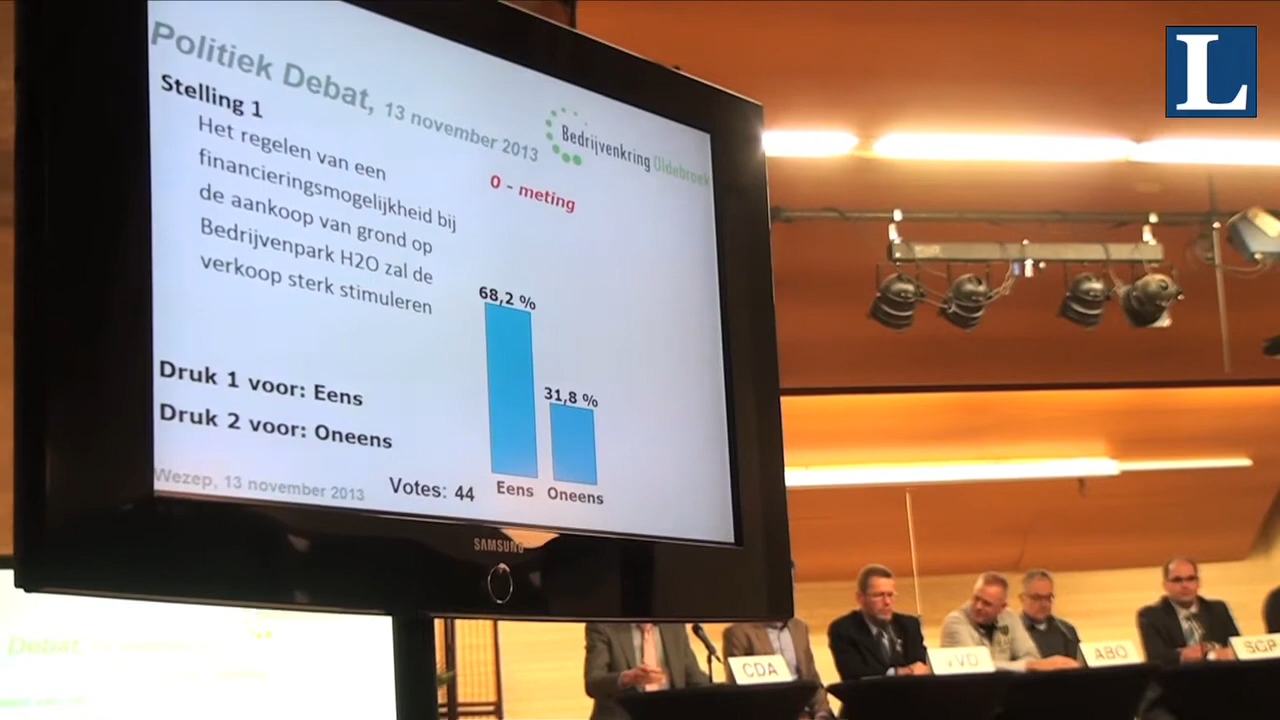 L
Politiek Debat, 13 november 2013
Bedrijvenkring Oldebroek
Stelling 1
Het regelen van een
financieringsmogelijkheid bij
de aankoop van grond op
Bedrijvenpark H2O zal de
verkoop sterk stimuleren
0 - meting
68,2 %
31,8 %
Druk 1 voor: Eens
Druk 2 voor: Oneens
Wezep, 13 november 2013
Votes: 44
Eens Oneens
SAMSUNG
Debat,
CDA
VVD
ABO
SGP